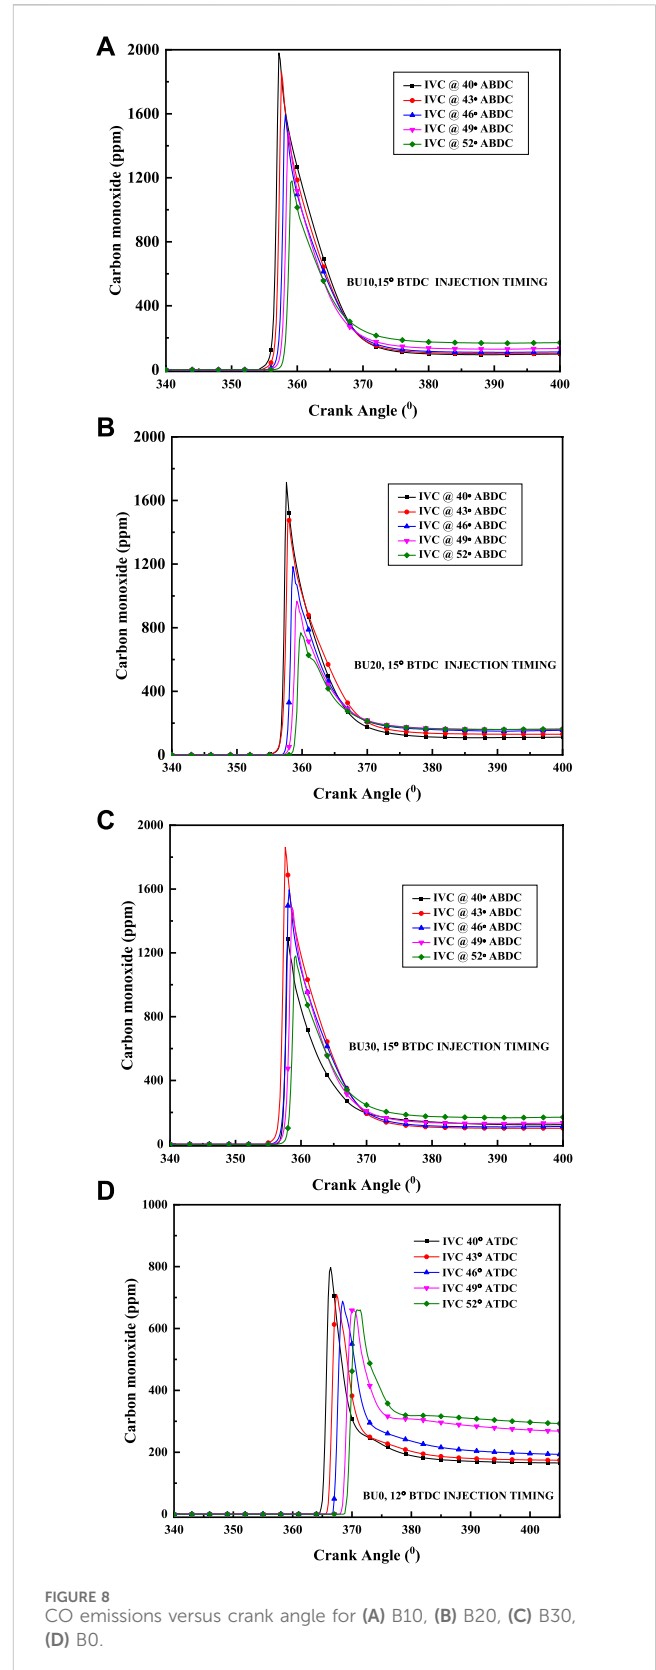 A
2000
1600
1200
800
400
0
Carbon monoxide (ppm)
IVC @ 40• ABDC
IVC @ 43• ABDC
IVC @ 46• ABDC
IVC @ 49• ABDC
IVC @ 52• ABDC
BU10,15° BTDC INJECTION TIMING
340 350 360 370 380 390 400
Crank Angle (⁰)
B
2000
1600
1200
800
400
0
Carbon monoxide (ppm)
IVC @ 40• ABDC
IVC @ 43• ABDC
IVC @ 46• ABDC
IVC @ 49• ABDC
IVC @ 52• ABDC
BU20, 15° BTDC INJECTION TIMING
340 350 360 370 380 390 400
Crank Angle (⁰)
C
2000
1600
1200
800
400
0
Carbon monoxide (ppm)
IVC @ 40• ABDC
IVC @ 43• ABDC
IVC @ 46• ABDC
IVC @ 49• ABDC
IVC @ 52• ABDC
BU30, 15° BTDC INJECTION TIMING
340 350 360 370 380 390 400
Crank Angle (⁰)
D
1000
800
600
400
200
0
Carbon monoxide (ppm)
IVC 40° ATDC
IVC 43° ATDC
IVC 46° ATDC
IVC 49° ATDC
IVC 52° ATDC
BU0, 12° BTDC INJECTION TIMING
340 350 360 370 380 390 400
Crank Angle (⁰)
FIGURE 8
CO emissions versus crank angle for (A) B10, (B) B20, (C) B30,
(D) B0.